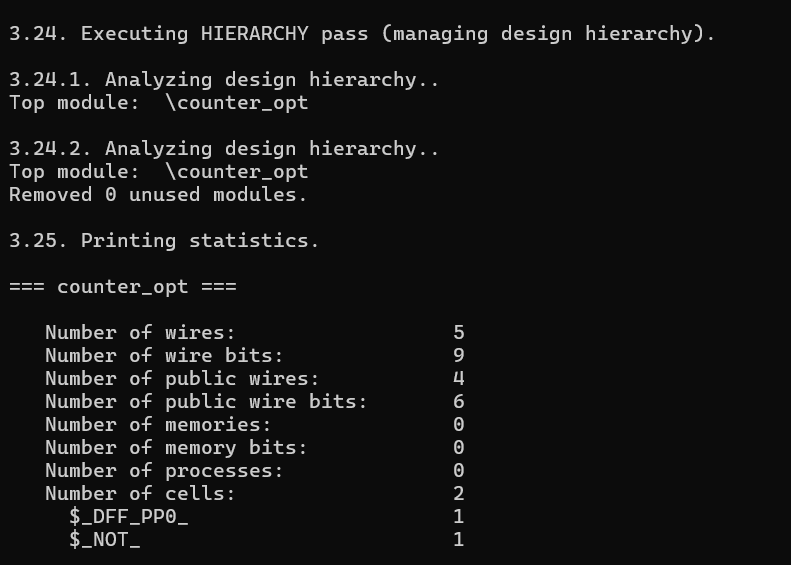 3.24. Executing HIERARCHY pass (managing design hierarchy).
3.24.1. Analyzing design hierarchy..
Top module:  \counter_opt
3.24.2. Analyzing design hierarchy..
Top module:  \counter_opt
Removed 0 unused modules.
3.25. Printing statistics.
=== counter_opt ===
Number of wires: 5
Number of wire bits: 9
Number of public wires: 4
Number of public wire bits: 6
Number of memories: 0
Number of memory bits: 0
Number of processes: 0
Number of cells: 2
$_DFF_PP0_ 1
$_NOT_ 1